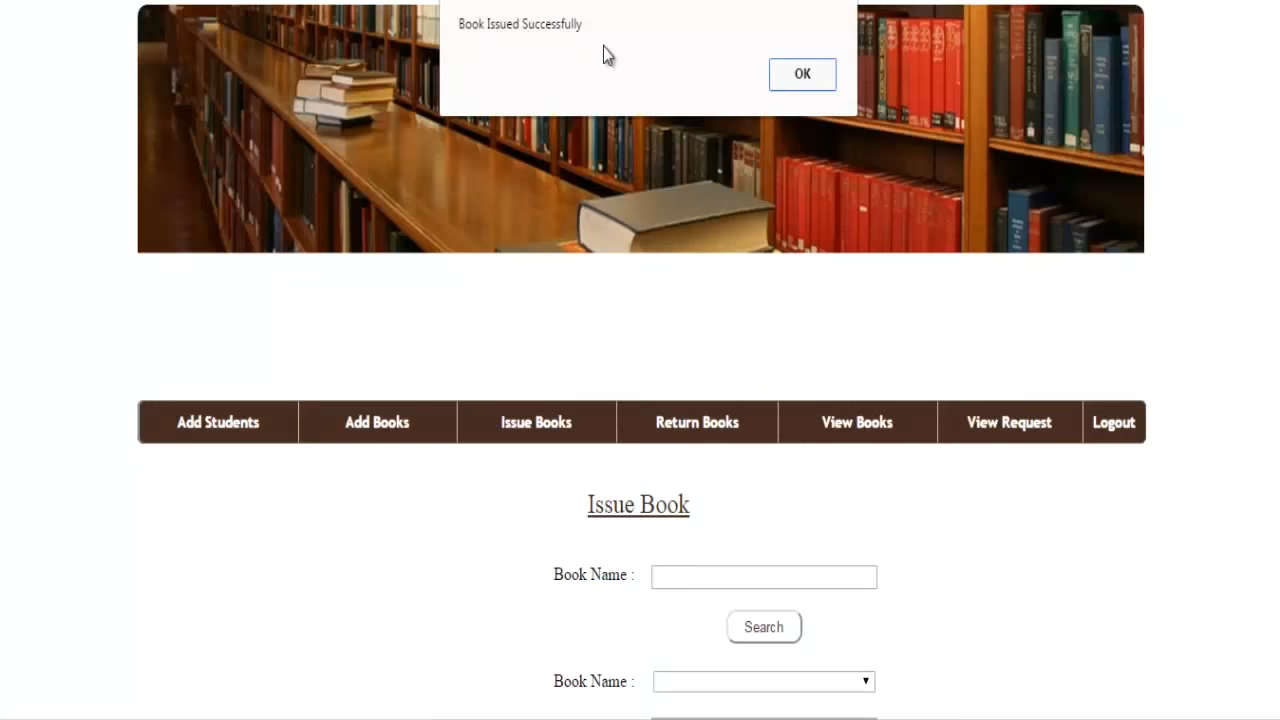 Book Issued Successfully
OK
Add Students
Add Books
Issue Books
Return Books
View Books
View Request
Logout
Issue Book
Book Name :
Search
Book Name :